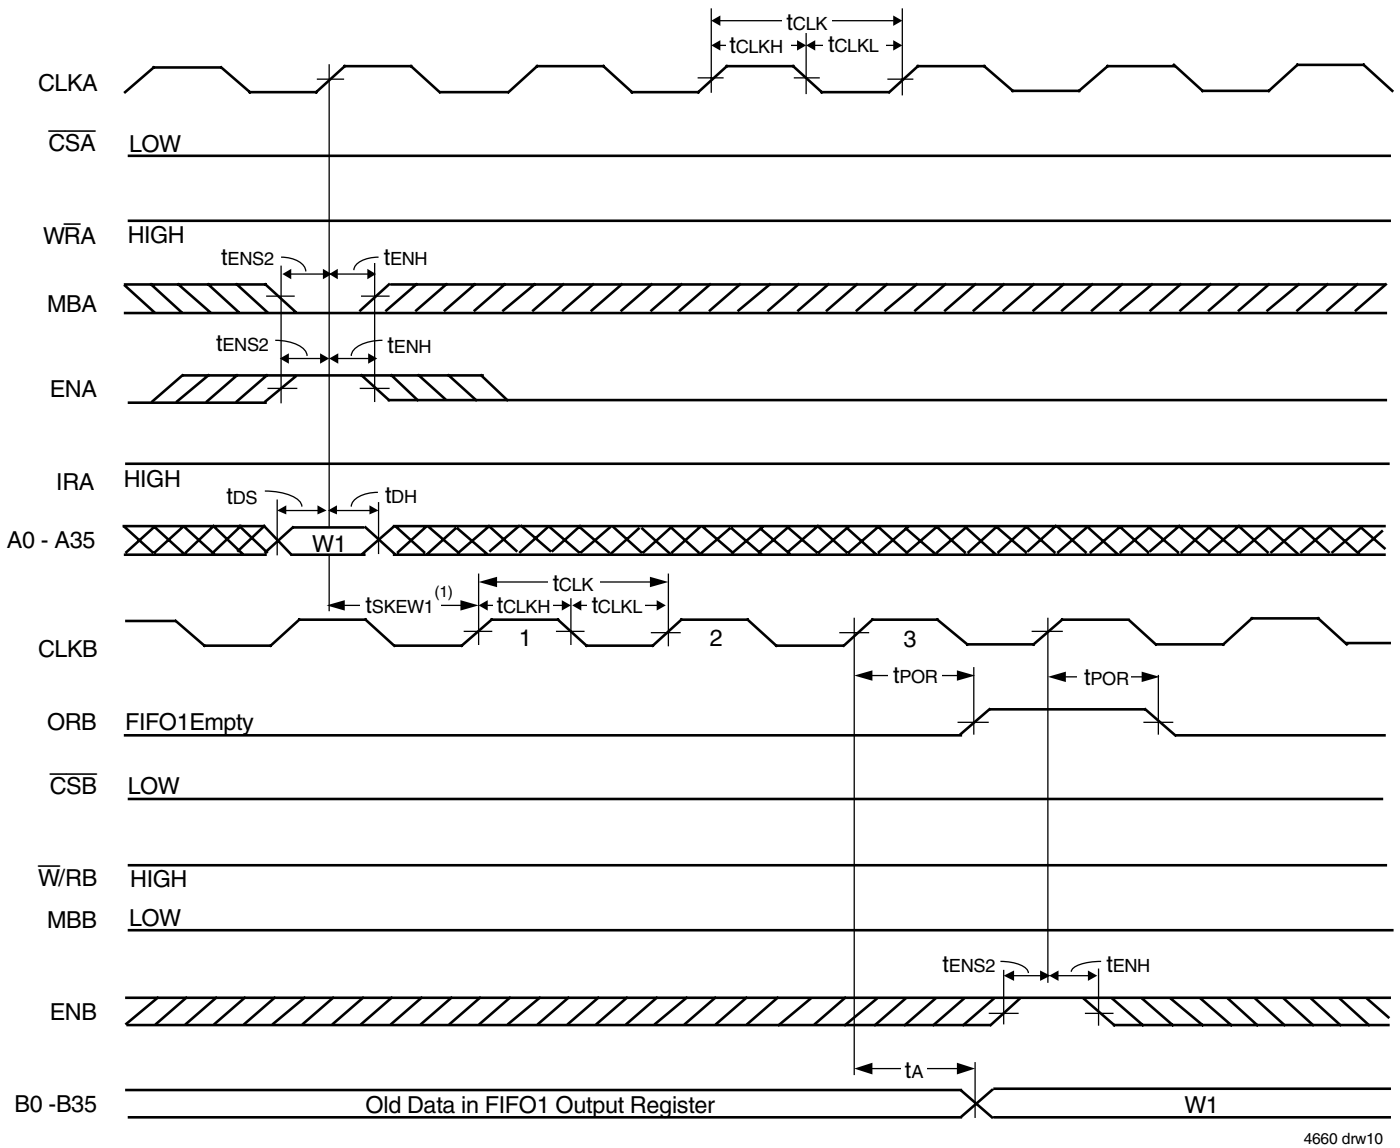 tCLK
tCLKH tCLKL
CLKA
CSA LOW
WRA HIGH
tENS2 tENH
MBA
tENS2 tENH
ENA
IRA HIGH
tDS tDH
A0 - A35 W1
tSKEW1 (1) tCLK
tCLKH tCLKL
CLKB 1 2 3
tPOR tPOR
ORB FIFO1Empty
CSB LOW
W/RB HIGH
MBB LOW
tENS2 tENH
ENB
tA
B0 -B35 Old Data in FIFO1 Output Register W1
4660 drw10